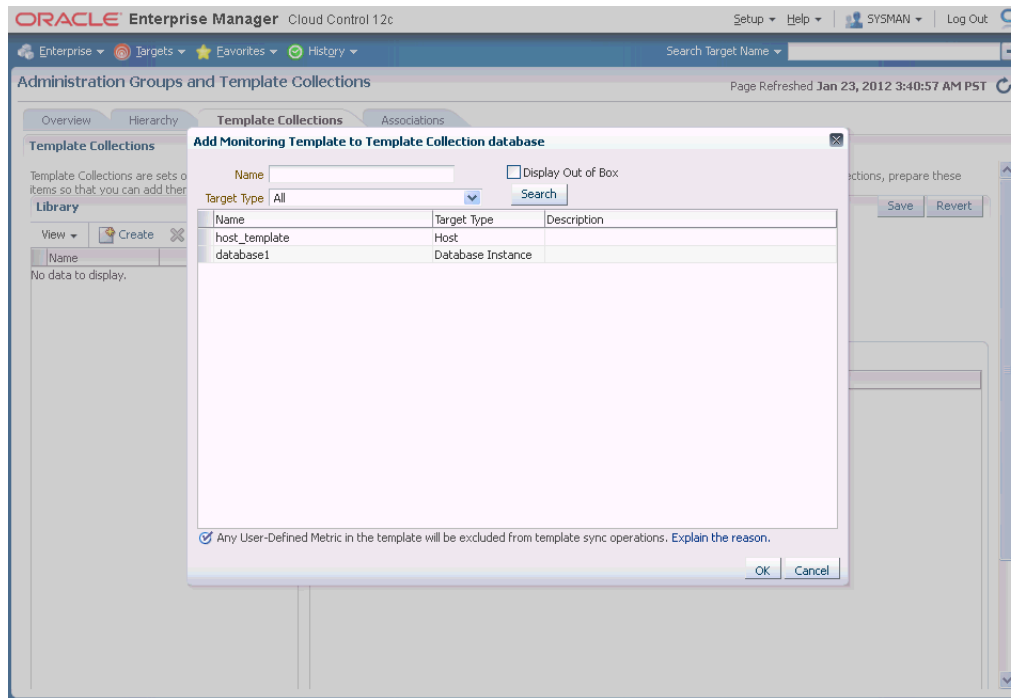 ORACLE Enterprise Manager Cloud Control 12c
Setup Help SYSMAN Log Out
Enterprise Targets Favorites History Search Target Name
Administration Groups and Template Collections
Page Refreshed Jan 23, 2012 3:40:57 AM PST
Overview Hierarchy Template Collections Associations
Template Collections
Template Collections are sets o
ctions, prepare these
items so that you can add ther
Library
Save Revert
View Create
Name
No data to display.
Add Monitoring Template to Template Collection database
Name
Display Out of Box
Target Type All
Search
Name Target Type Description
host_template Host
database1 Database Instance
Any User-Defined Metric in the template will be excluded from template sync operations. Explain the reason.
OK Cancel